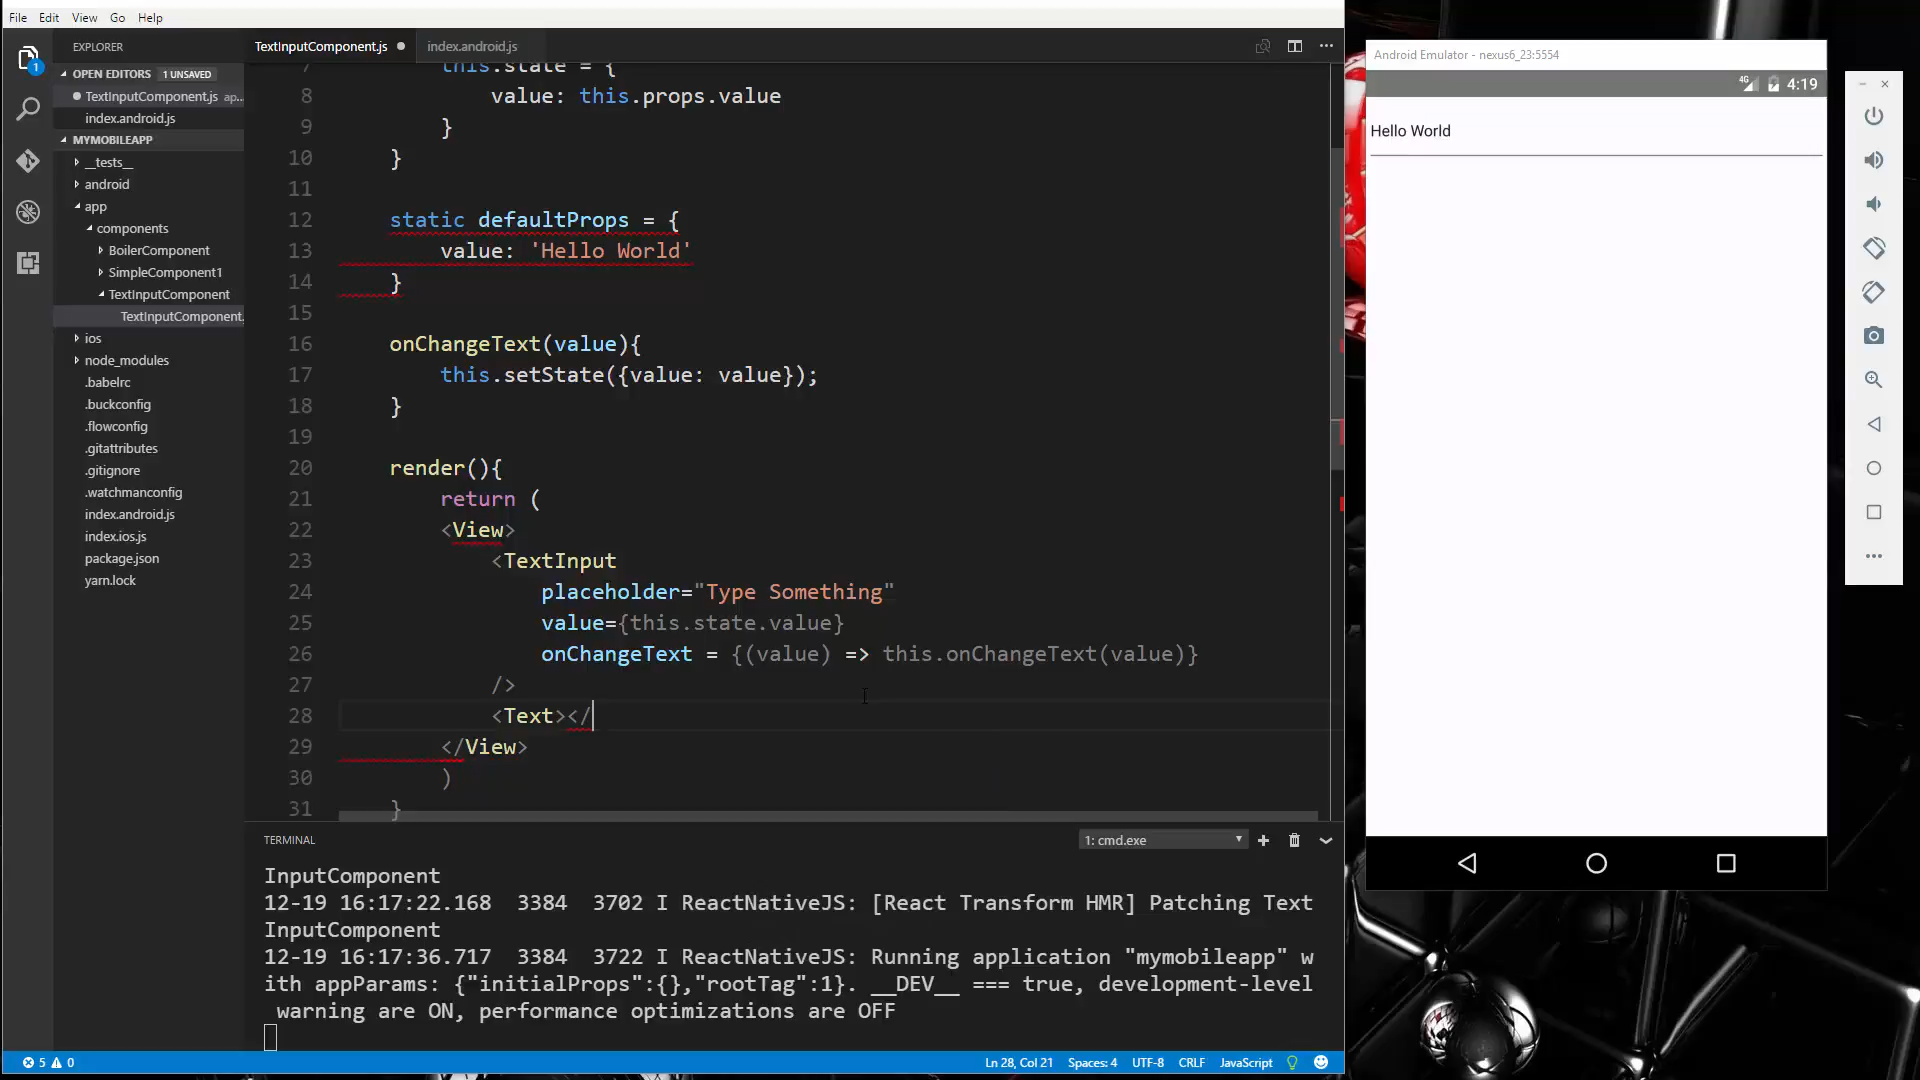 File Edit View Go Help
EXPLORER
OPEN EDITORS 1 UNSAVED
TextInputComponent.js ap...
index.android.js
MYMOBILEAPP
__tests__
android
app
components
BoilerComponent
SimpleComponent1
TextInputComponent
TextInputComponent.
ios
node_modules
.babelrc
.buckconfig
.flowconfig
.gitattributes
.gitignore
.watchmanconfig
index.android.js
index.ios.js
package.json
yarn.lock
1
TextInputComponent.js index.android.js
7 this.state = {
8 value: this.props.value
9 }
10 }
11
12 static defaultProps = {
13 value: 'Hello World'
14 }
15
16 onChangeText(value){
17 this.setState({value: value});
18 }
19
20 render(){
21 return (
22 <View>
23 <TextInput
24 placeholder="Type Something"
25 value={this.state.value}
26 onChangeText = {(value) => this.onChangeText(value)}
27 />
28 <Text></
29 </View>
30 )
31 }
TERMINAL 1: cmd.exe
InputComponent
12-19 16:17:22.168 3384 3702 I ReactNativeJS: [React Transform HMR] Patching Text
InputComponent
12-19 16:17:36.717 3384 3722 I ReactNativeJS: Running application "mymobileapp" w
ith appParams: {"initialProps":{},"rootTag":1}. __DEV__ === true, development-level
warning are ON, performance optimizations are OFF
5 0 Ln 28, Col 21 Spaces: 4 UTF-8 CRLF JavaScript
Android Emulator - nexus6_23:5554
4G 4:19
Hello World